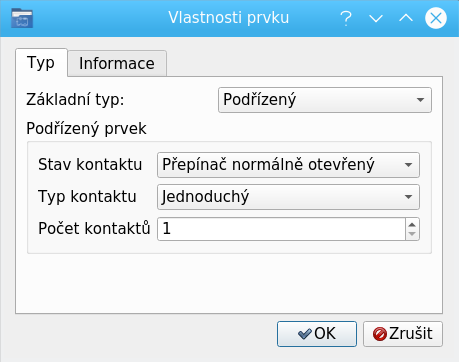 Vlastnosti prvku
Typ Informace
Základní typ: Podřízený
Podřízený prvek
Stav kontaktu Přepínač normálně otevřený
Typ kontaktu Jednoduchý
Počet kontaktů 1
OK Zrušit